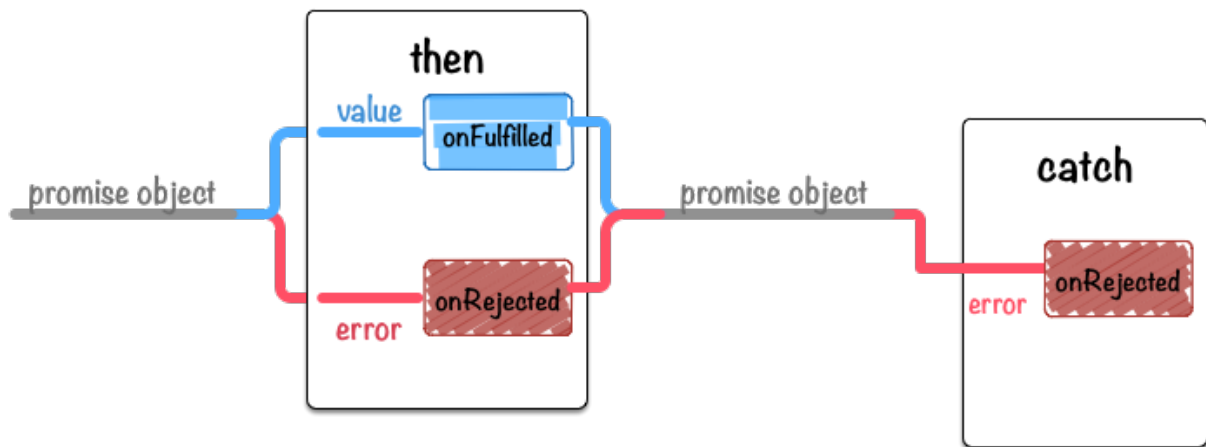 then
value
onFulfilled
promise object
onRejected
error
promise object
catch
onRejected
error